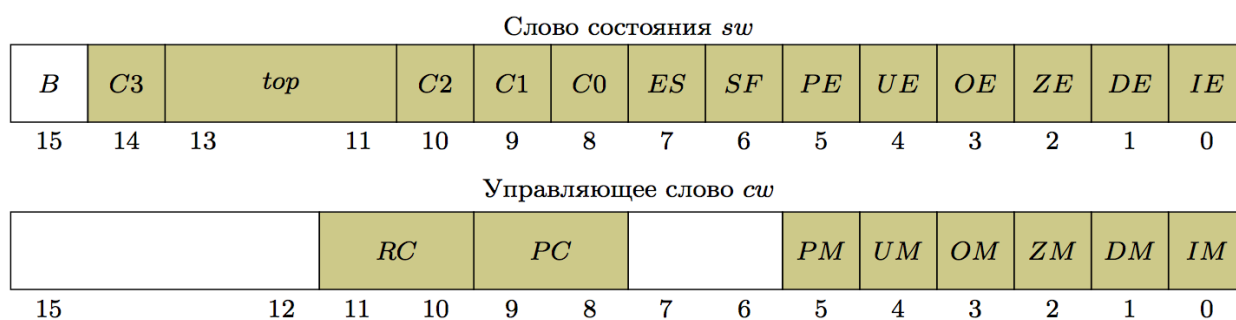 Слово состояния sw
B C3 top C2 C1 C0 ES SF PE UE OE ZE DE IE
15 14 13 11 10 9 8 7 6 5 4 3 2 1 0
Управляющее слово cw
RC PC PM UM OM ZM DM IM
15 12 11 10 9 8 7 6 5 4 3 2 1 0